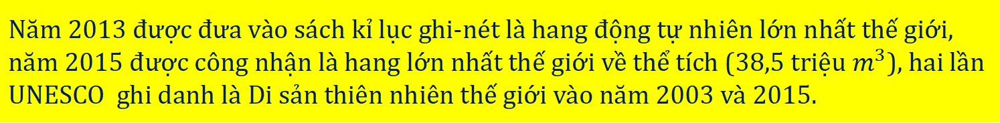 Năm 2013 được đưa vào sách kỉ lục ghi-nét là hang động tự nhiên lớn nhất thế giới,
năm 2015 được công nhận là hang lớn nhất thế giới về thể tích (38,5 triệu m³), hai lần
UNESCO ghi danh là Di sản thiên nhiên thế giới vào năm 2003 và 2015.